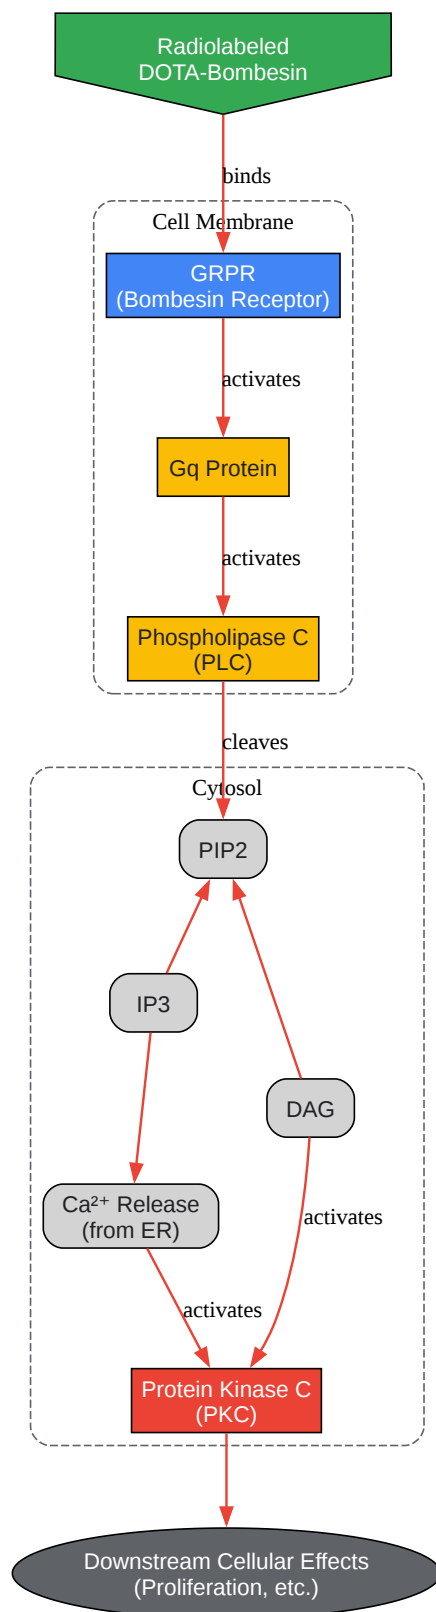 Radiolabeled
DOTA-Bombesin
binds
Cell Membrane
GRPR
(Bombesin Receptor)
activates
Gq Protein
activates
Phospholipase C
(PLC)
cleaves
Cytosol
PIP2
IP3
DAG
Ca²⁺ Release
(from ER)
activates
activates
Protein Kinase C
(PKC)
Downstream Cellular Effects
(Proliferation, etc.)